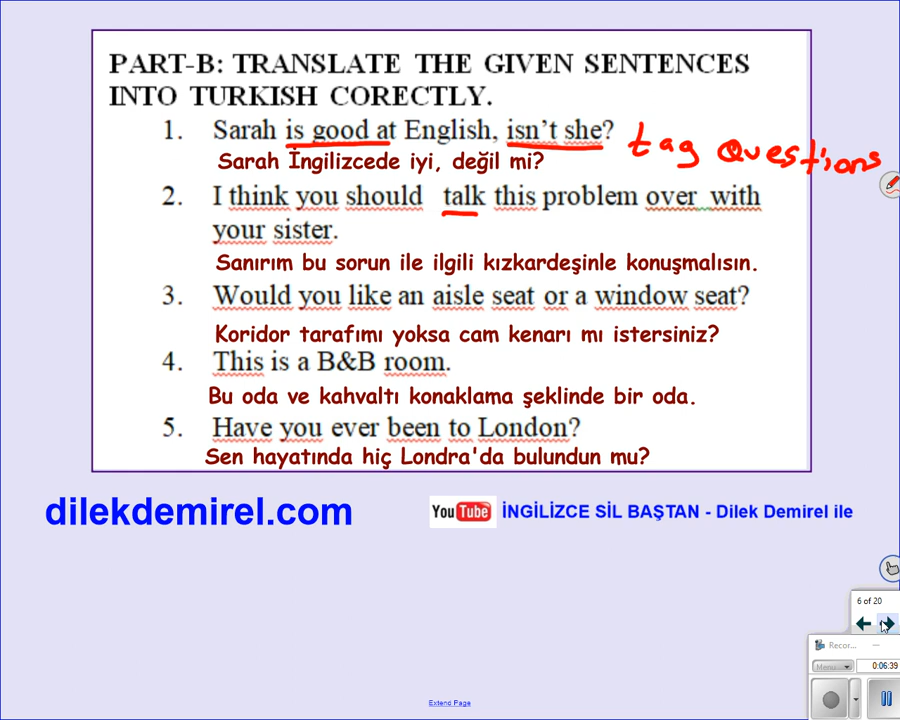 PART-B: TRANSLATE THE GIVEN SENTENCES
INTO TURKISH CORECTLY.
1. Sarah is good at English, isn't she? tag Questions
Sarah İngilizcede iyi, değil mi?
2. I think you should talk this problem over with
your sister.
Sanırım bu sorun ile ilgili kızkardeşinle konuşmalısın.
3. Would you like an aisle seat or a window seat?
Koridor tarafımı yoksa cam kenarı mı istersiniz?
4. This is a B&B room.
Bu oda ve kahvaltı konaklama şeklinde bir oda.
5. Have you ever been to London?
Sen hayatında hiç Londra'da bulundun mu?
dilekdemirel.com
YouTube İNGİLİZCE SİL BAŞTAN - Dilek Demirel ile
6 of 20
Recor...
Menu
0:06:39
Extend Page